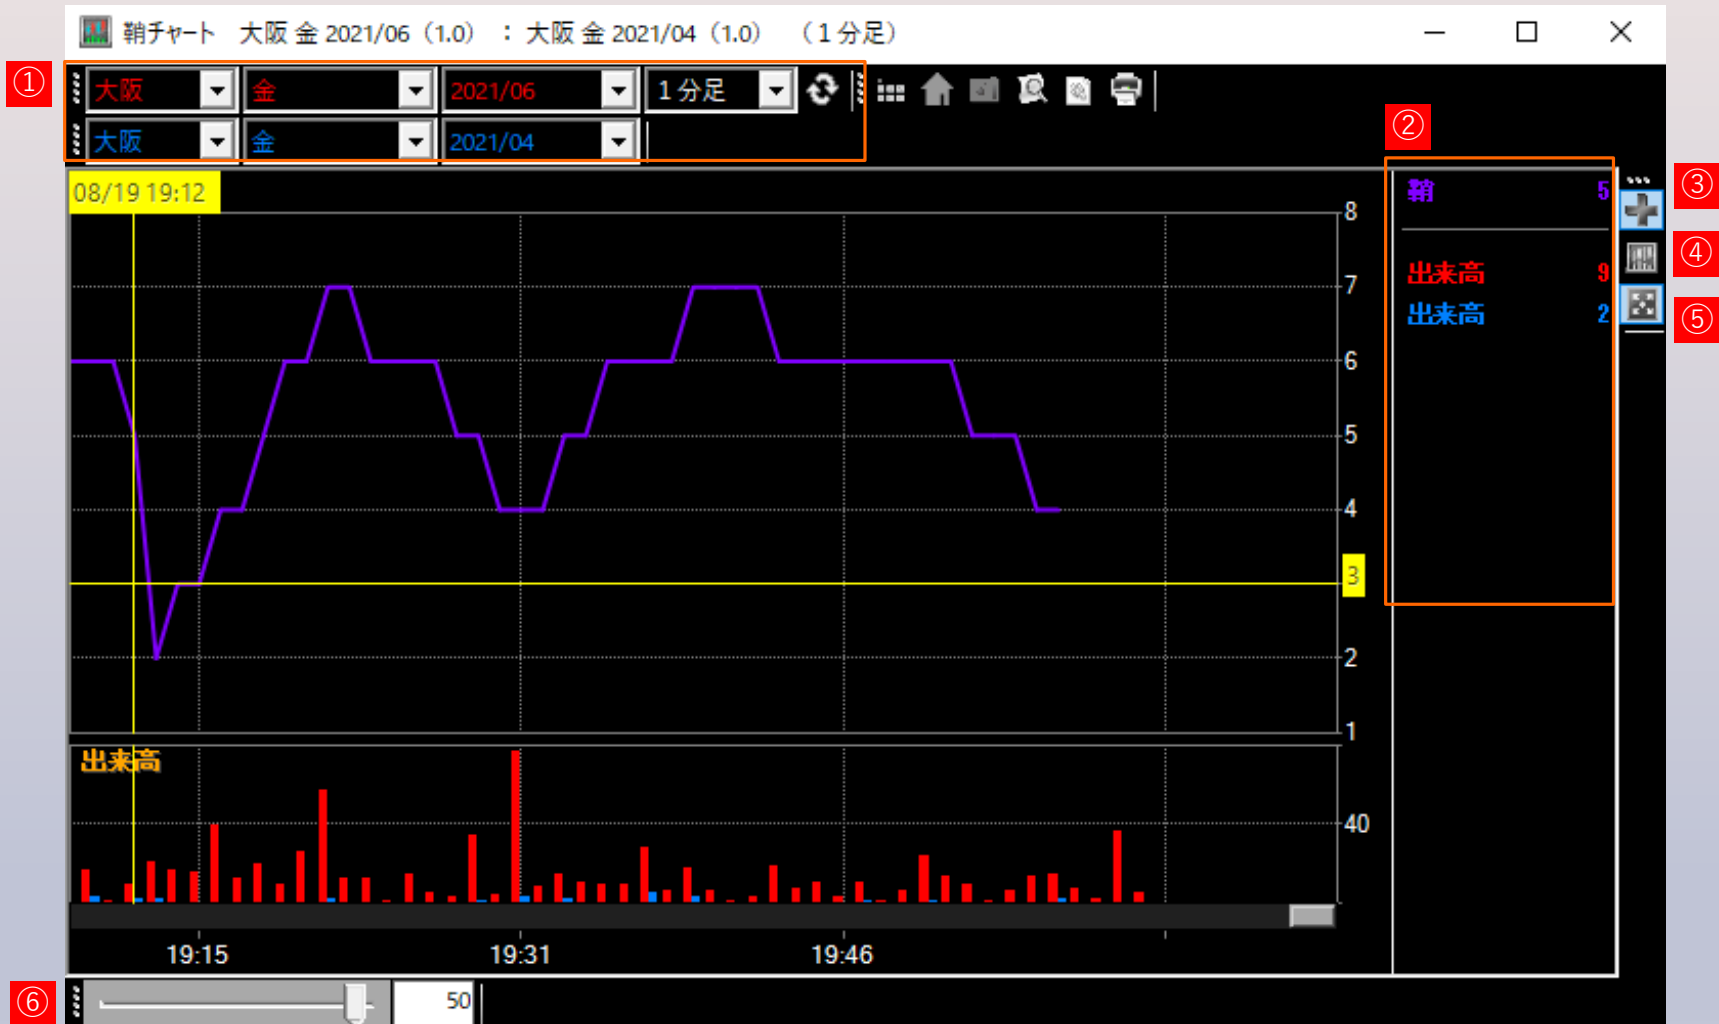 鞘チャート 大阪 金 2021/06（1.0） ： 大阪 金 2021/04（1.0） （１分足）
① 大阪 金 2021/06 1分足
大阪 金 2021/04
②
08/19 19:12
鞘 5
③
8
出来高 9
④
7
出来高 2
⑤
6
5
4
3
2
1
出来高
40
19:15 19:31 19:46
⑥ 50